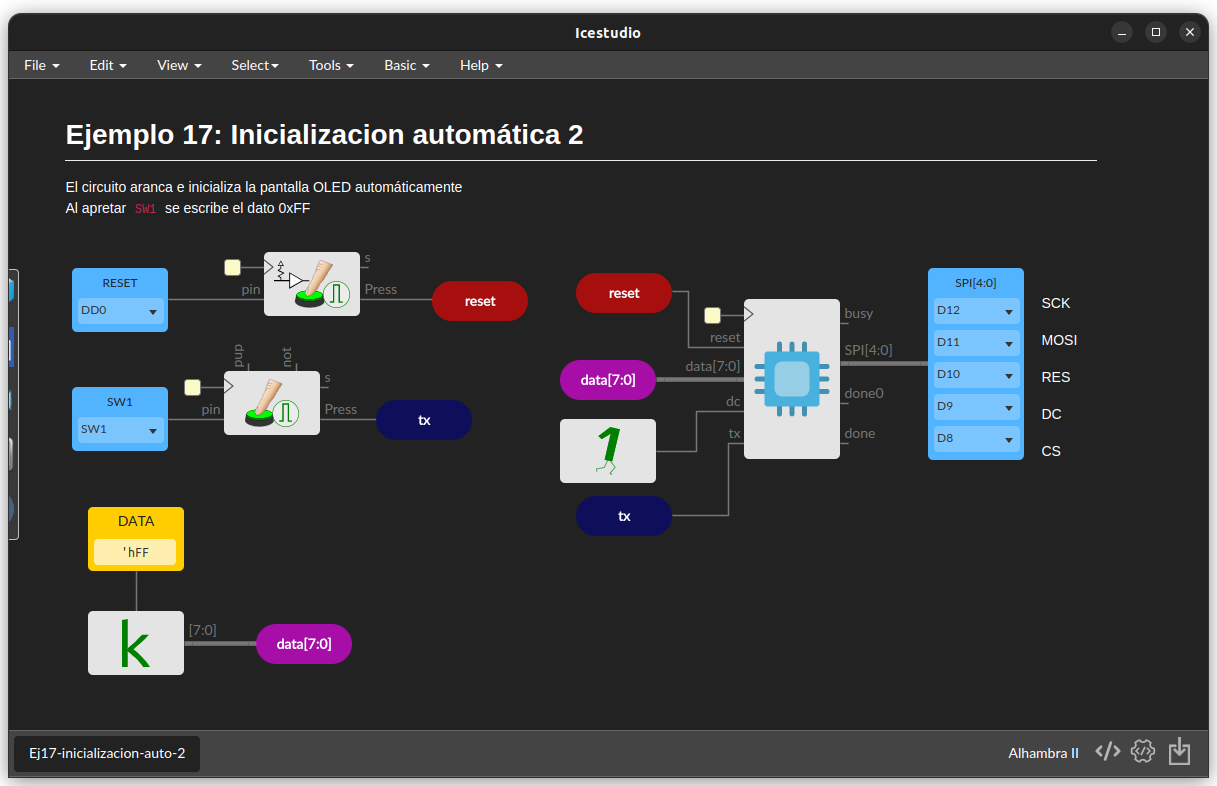 Icestudio
File Edit View Select Tools Basic Help
Ejemplo 17: Inicializacion automática 2
El circuito aranca e inicializa la pantalla OLED automáticamente
Al apretar SW1 se escribe el dato 0xFF
RESET
DD0
pin
s
Press
reset
SW1
SW1
pin
pup
not
s
Press
tx
DATA
'hFF
k
[7:0]
data[7:0]
reset
data[7:0]
1
tx
reset
data[7:0]
dc
tx
busy
SPI[4:0]
done0
done
SPI[4:0]
D12
D11
D10
D9
D8
SCK
MOSI
RES
DC
CS
Ej17-inicializacion-auto-2
Alhambra II